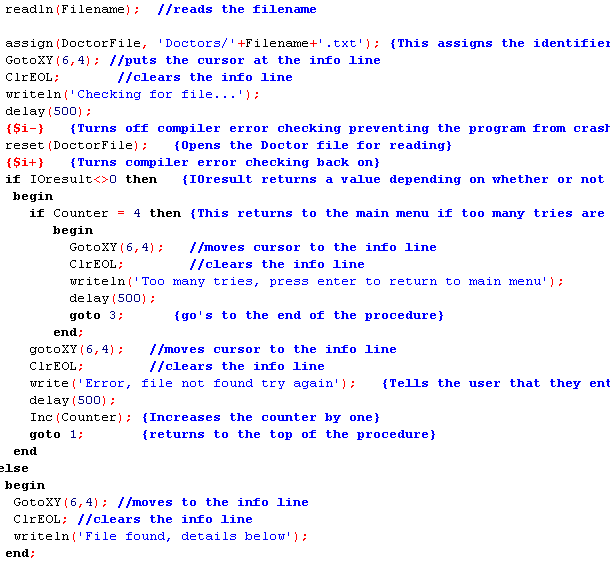 readln(Filename);  //reads the filename
assign(DoctorFile, 'Doctors/'+Filename+'.txt'); {This assigns the identifier
GotoXY(6,4); //puts the cursor at the info line
ClrEOL;        //clears the info line
writeln('Checking for file...');
delay(500);
{$i-}   {Turns off compiler error checking preventing the program from crash
reset(DoctorFile);   {Opens the Doctor file for reading}
{$i+}   {Turns compiler error checking back on}
if IOresult<>0 then   {IOresult returns a value depending on whether or not
begin
if Counter = 4 then {This returns to the main menu if too many tries are
begin
GotoXY(6,4);   //moves cursor to the info line
ClrEOL;         //clears the info line
writeln('Too many tries, press enter to return to main menu');
delay(500);
goto 3;       {go's to the end of the procedure}
end;
gotoXY(6,4);   //moves cursor to the info line
ClrEOL;         //clears the info line
write('Error, file not found try again');   {Tells the user that they ent
delay(500);
Inc(Counter); {Increases the counter by one}
goto 1;        {returns to the top of the procedure}
end
else
begin
GotoXY(6,4); //moves to the info line
ClrEOL; //clears the info line
writeln('File found, details below');
end;